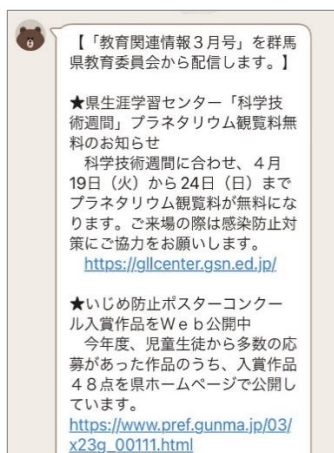 【「教育関連情報３月号」を群馬
県教育委員会から配信します。】
★県生涯学習センター「科学技
術週間」プラネタリウム観覧料無
料のお知らせ
　科学技術週間に合わせ、４月
19日（火）から24日（日）まで
プラネタリウム観覧料が無料にな
ります。ご来場の際は感染防止対
策にご協力をお願いします。
　https://gllcenter.gsn.ed.jp/
★いじめ防止ポスターコンクー
ル入賞作品をＷｅｂ公開中
　今年度、児童生徒から多数の応
募があった作品のうち、入賞作品
４８点を県ホームページで公開し
ています。
https://www.pref.gunma.jp/03/
x23g_00111.html